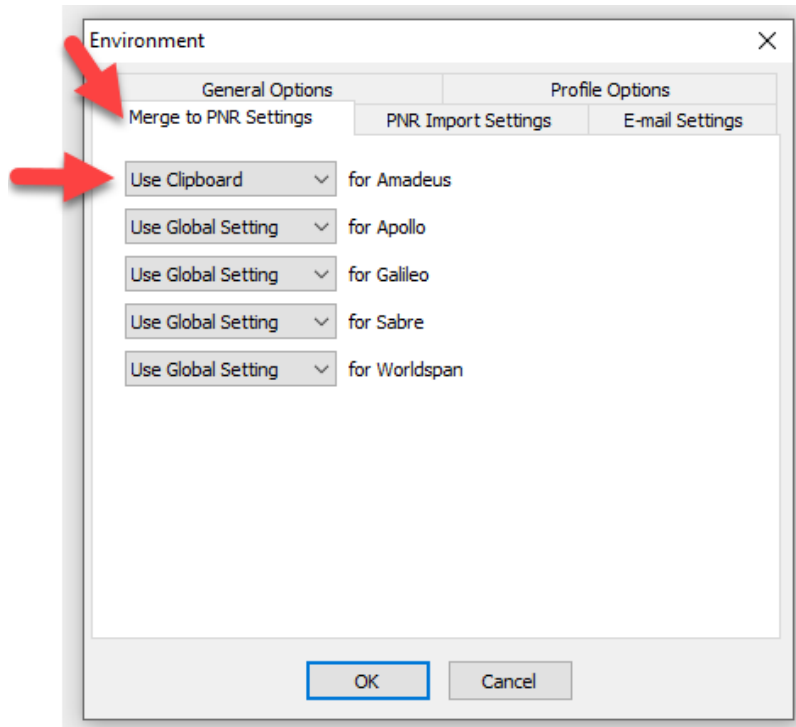 Environment
General Options Profile Options
Merge to PNR Settings PNR Import Settings E-mail Settings
Use Clipboard for Amadeus
Use Global Setting for Apollo
Use Global Setting for Galileo
Use Global Setting for Sabre
Use Global Setting for Worldspan
OK Cancel